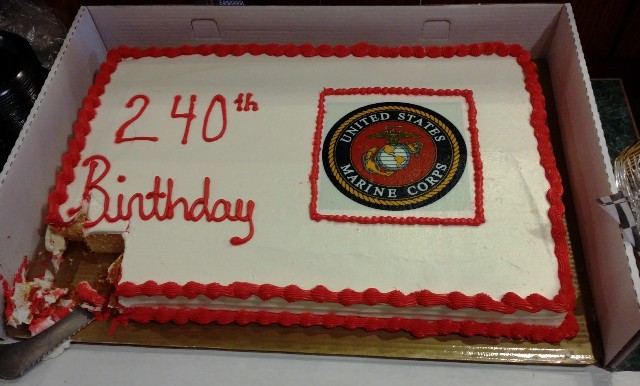 240th
Birthday
UNITED STATES
MARINE CORPS